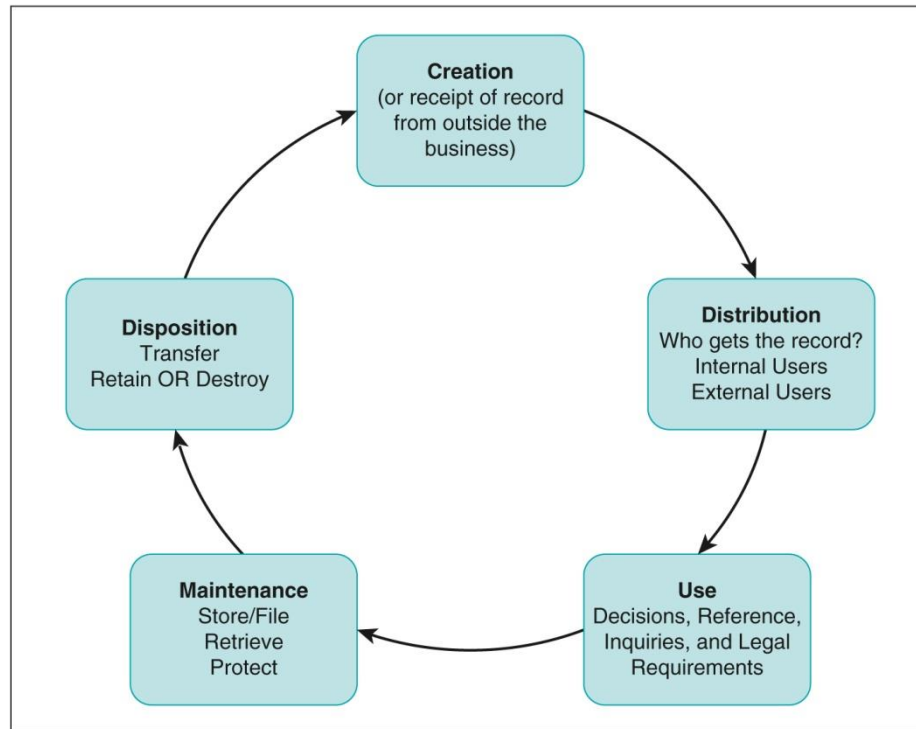 Creation
(or receipt of record
from outside the
business)
Distribution
Who gets the record?
Internal Users
External Users
Use
Decisions, Reference,
Inquiries, and Legal
Requirements
Maintenance
Store/File
Retrieve
Protect
Disposition
Transfer
Retain OR Destroy